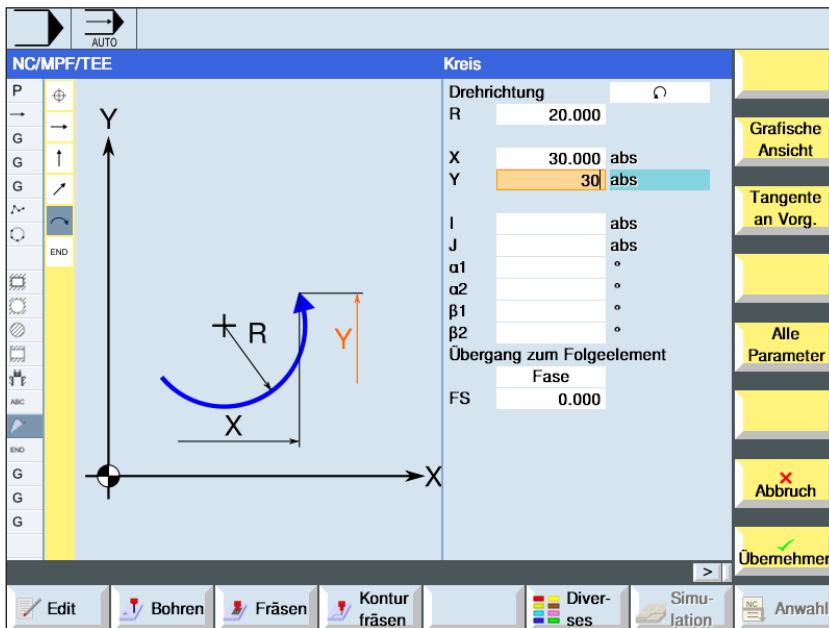 AUTO
NC/MPF/TEE
Kreis
P
G
G
G
ABC
END
G
G
G
END
Y
R
Y
X
X
Drehrichtung
R 20.000
X 30.000 abs
Y 30 abs
I abs
J abs
α1 °
α2 °
β1 °
β2 °
Übergang zum Folgeelement
Fase
FS 0.000
Grafische
Ansicht
Tangente
an Vorg.
Alle
Parameter
Abbruch
Übernehmen
>
Edit
Bohren
Fräsen
Kontur
fräsen
Diver-
ses
Simu-
lation
NC
Anwahl